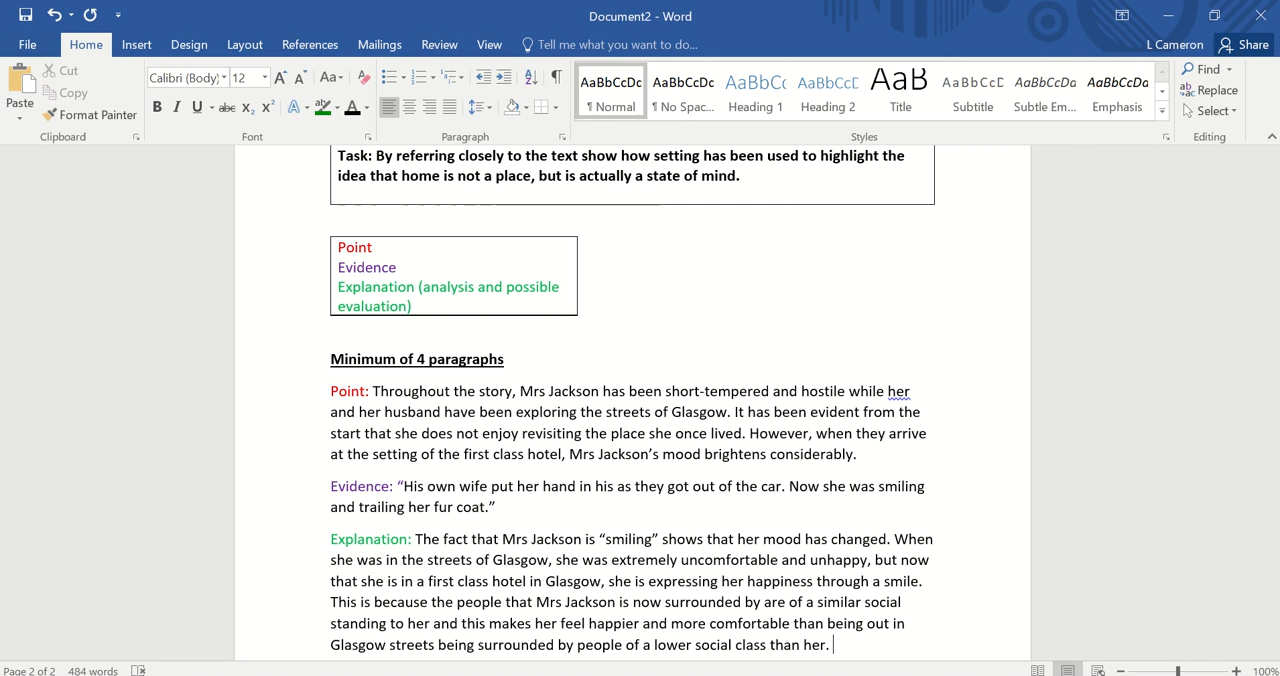 Document2 - Word
File Home Insert Design Layout References Mailings Review View Tell me what you want to do... L Cameron Share
Paste Cut Copy Format Painter
Calibri (Body) 12
AaBbCcDc AaBbCcDc AaBbC( AaBbCcC AaB AaBbCcC AaBbCcDa AaBbCcDa
¶ Normal ¶ No Spac... Heading 1 Heading 2 Title Subtitle Subtle Em... Emphasis
Find Replace Select
Clipboard Font Paragraph Styles Editing
Task: By referring closely to the text show how setting has been used to highlight the
idea that home is not a place, but is actually a state of mind.
Point
Evidence
Explanation (analysis and possible
evaluation)
Minimum of 4 paragraphs
Point: Throughout the story, Mrs Jackson has been short-tempered and hostile while her
and her husband have been exploring the streets of Glasgow. It has been evident from the
start that she does not enjoy revisiting the place she once lived. However, when they arrive
at the setting of the first class hotel, Mrs Jackson’s mood brightens considerably.
Evidence: “His own wife put her hand in his as they got out of the car. Now she was smiling
and trailing her fur coat.”
Explanation: The fact that Mrs Jackson is “smiling” shows that her mood has changed. When
she was in the streets of Glasgow, she was extremely uncomfortable and unhappy, but now
that she is in a first class hotel in Glasgow, she is expressing her happiness through a smile.
This is because the people that Mrs Jackson is now surrounded by are of a similar social
standing to her and this makes her feel happier and more comfortable than being out in
Glasgow streets being surrounded by people of a lower social class than her.
Page 2 of 2 484 words 100%